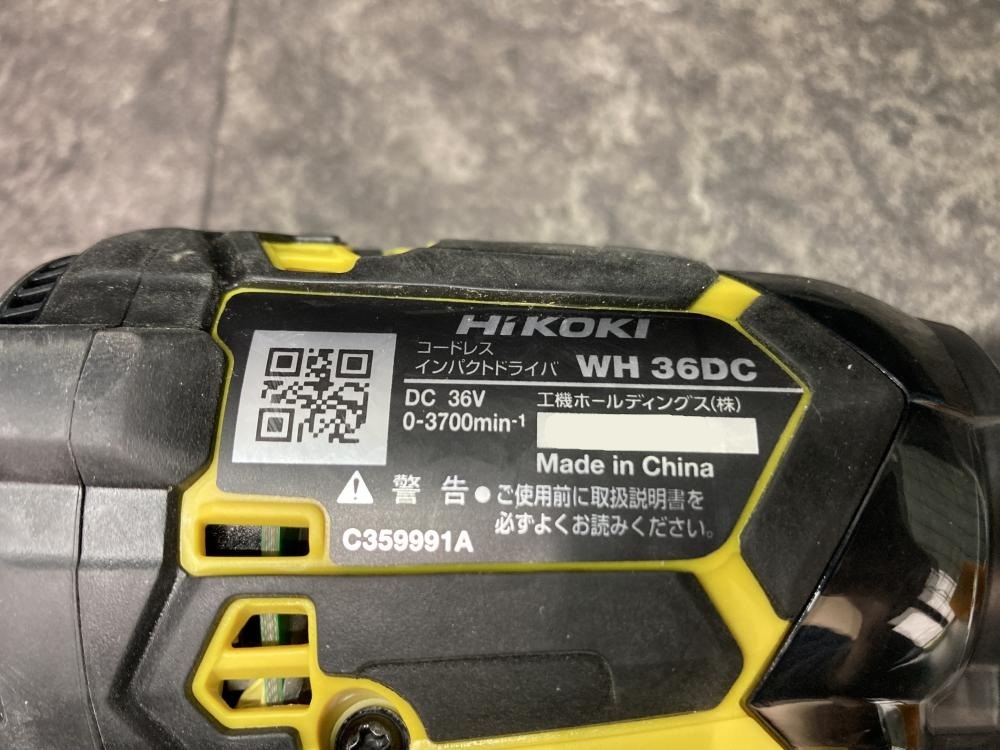 HiKOKI
コードレス
インパクトドライバ WH 36DC
DC 36V
0-3700min-1
工機ホールディングス(株)
Made in China
警告 ●ご使用前に取扱説明書を
必ずよくお読みください。
C359991A